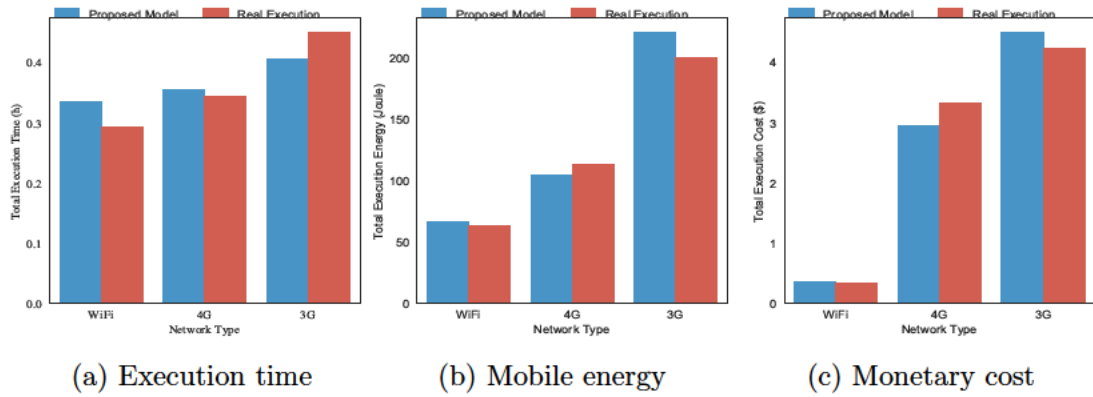 Proposed Model Real Execution
Total Execution Time (h)
0.4
0.3
0.2
0.1
0.0
WiFi 4G 3G
Network Type
(a) Execution time
Proposed Model Real Execution
Total Execution Energy (Joule)
200
150
100
50
0
WiFi 4G 3G
Network Type
(b) Mobile energy
Proposed Model Real Execution
Total Execution Cost ($)
4
3
2
1
0
WiFi 4G 3G
Network Type
(c) Monetary cost